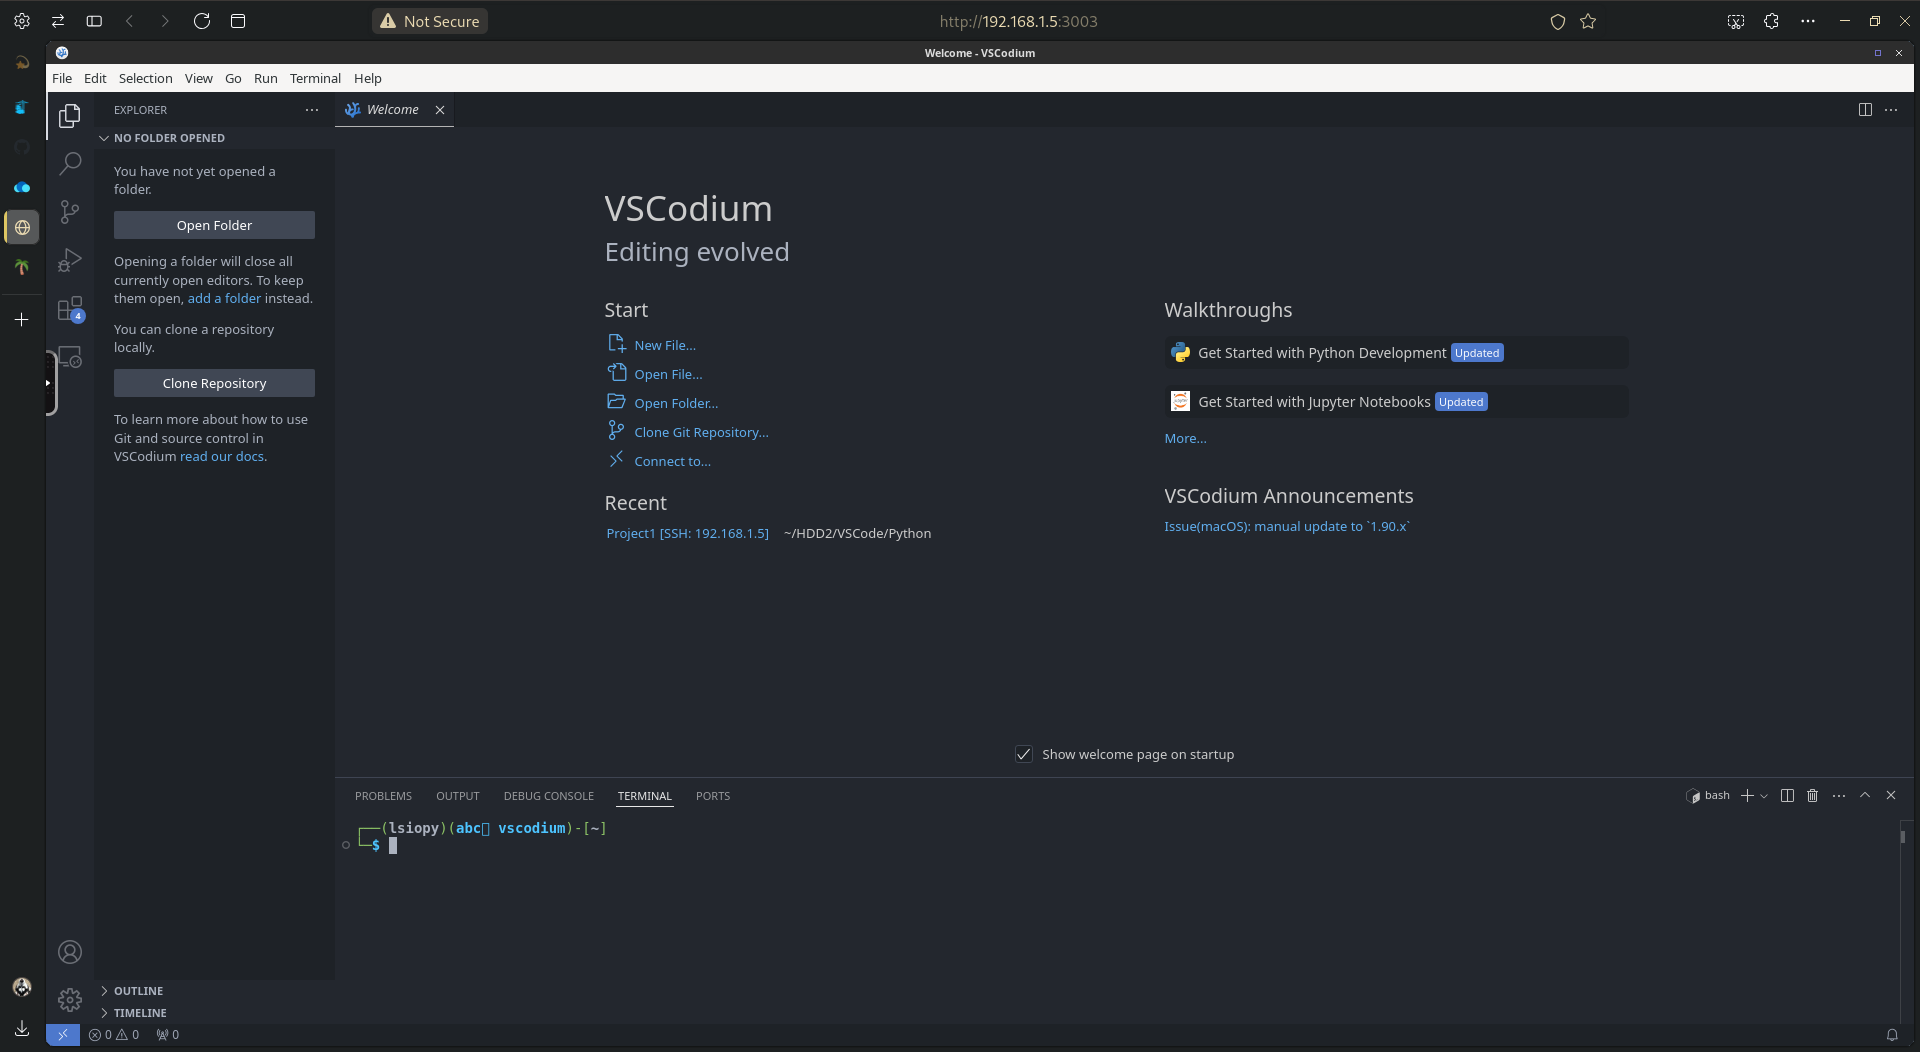 Not Secure
http://192.168.1.5:3003
Welcome - VSCodium
File Edit Selection View Go Run Terminal Help
EXPLORER
NO FOLDER OPENED
You have not yet opened a
folder.
Open Folder
Opening a folder will close all
currently open editors. To keep
them open, add a folder instead.
You can clone a repository
locally.
Clone Repository
To learn more about how to use
Git and source control in
VSCodium read our docs.
OUTLINE
TIMELINE
4
Welcome
VSCodium
Editing evolved
Start
New File...
Open File...
Open Folder...
Clone Git Repository...
Connect to...
Recent
Project1 [SSH: 192.168.1.5] ~/HDD2/VSCode/Python
Walkthroughs
Get Started with Python Development Updated
Get Started with Jupyter Notebooks Updated
More...
VSCodium Announcements
Issue(macOS): manual update to `1.90.x`
Show welcome page on startup
PROBLEMS OUTPUT DEBUG CONSOLE TERMINAL PORTS
bash
┌──(lsiopy)(abc▯ vscodium)-[~]
└─$
0 0 0